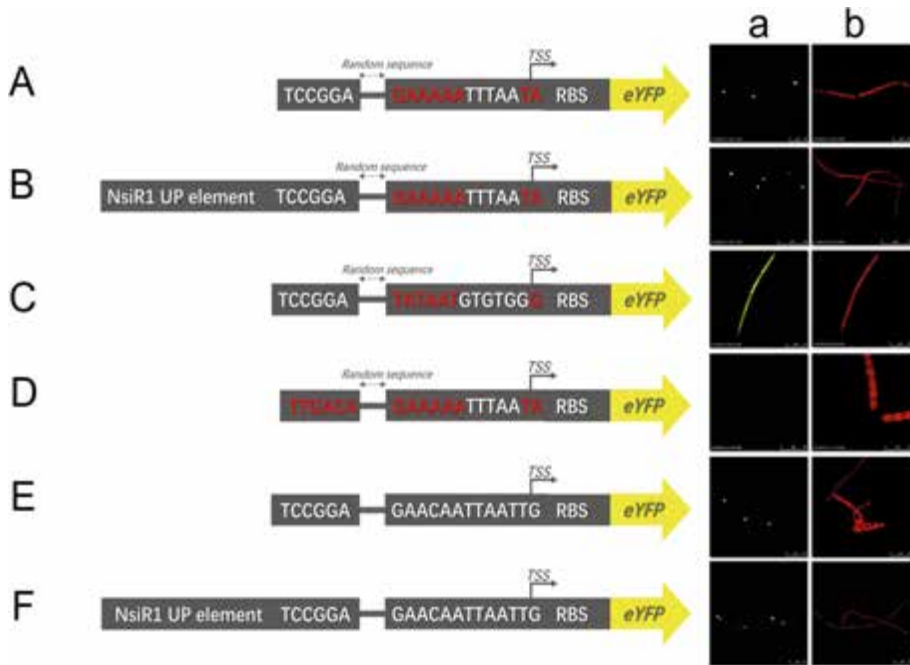 a b
A
Random sequence
TSS
TCCGGA GAAAAATTTAATA RBS eYFP
B
Random sequence
TSS
NsiR1 UP element TCCGGA GAAAAATTTAATA RBS eYFP
C
Random sequence
TSS
TCCGGA TATAATGTGTGGG RBS eYFP
D
Random sequence
TSS
TTGACA GAAAAATTTAATA RBS eYFP
E
TSS
TCCGGA GAACAATTAATTG RBS eYFP
F
TSS
NsiR1 UP element TCCGGA GAACAATTAATTG RBS eYFP